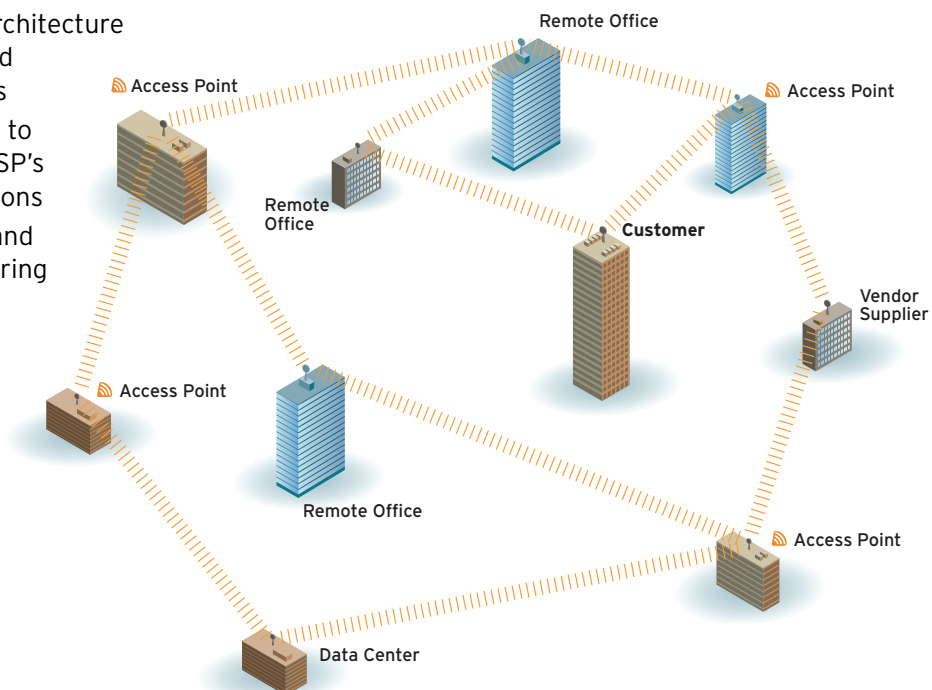 rchitecture
d
s
to
SP's
ons
and
ring
Remote Office
Access Point
Access Point
Remote
Office
Customer
Vendor
Supplier
Access Point
Remote Office
Access Point
Data Center